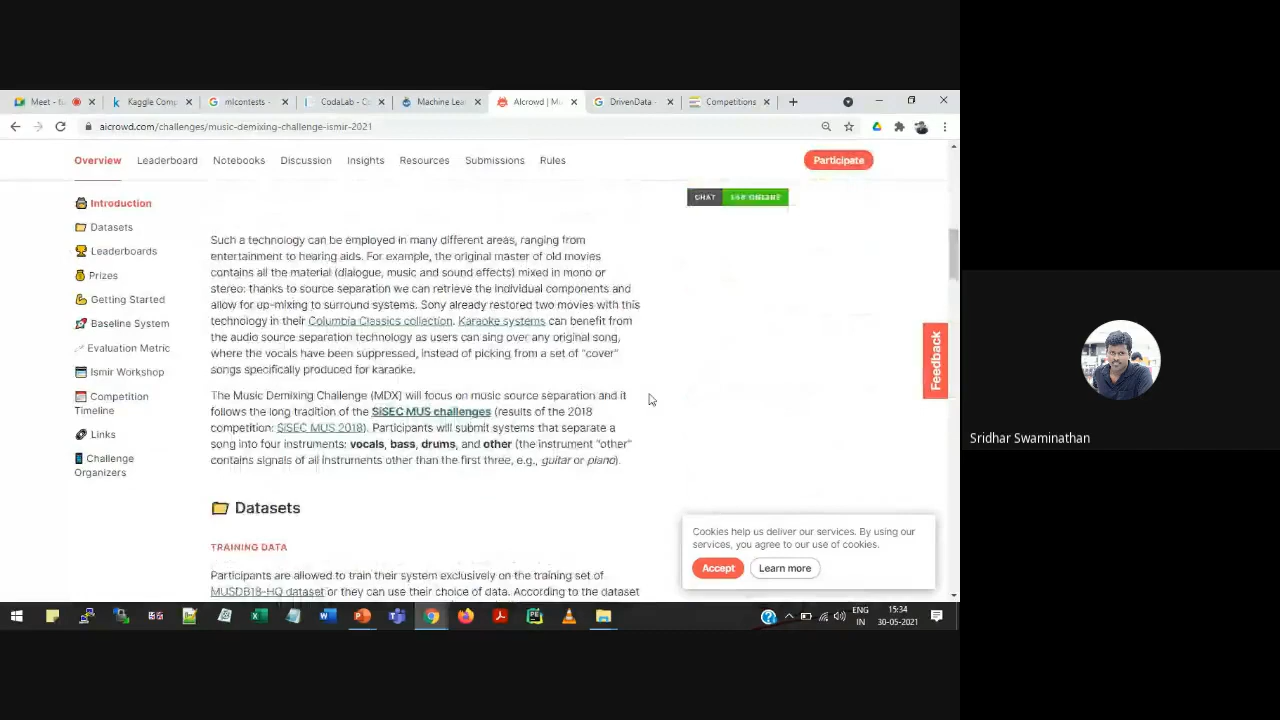 Meet - 
Kaggle Comp
mlcontests -
CodaLab - Co
Machine Lea
AIcrowd | Mu
DrivenData
Competitions
aicrowd.com/challenges/music-demixing-challenge-ismir-2021
Overview
Leaderboard
Notebooks
Discussion
Insights
Resources
Submissions
Rules
Participate
Introduction
Datasets
Leaderboards
Prizes
Getting Started
Baseline System
Evaluation Metric
Ismir Workshop
Competition
Timeline
Links
Challenge
Organizers
CHAT
Such a technology can be employed in many different areas, ranging from
entertainment to hearing aids. For example, the original master of old movies
contains all the material (dialogue, music and sound effects) mixed in mono or
stereo: thanks to source separation we can retrieve the individual components and
allow for up-mixing to surround systems. Sony already restored two movies with this
technology in their Columbia Classics collection. Karaoke systems can benefit from
the audio source separation technology as users can sing over any original song,
where the vocals have been suppressed, instead of picking from a set of "cover"
songs specifically produced for karaoke.
The Music Demixing Challenge (MDX) will focus on music source separation and it
follows the long tradition of the SiSEC MUS challenges (results of the 2018
competition: SiSEC MUS 2018). Participants will submit systems that separate a
song into four instruments: vocals, bass, drums, and other (the instrument "other"
contains signals of all instruments other than the first three, e.g., guitar or piano).
Datasets
TRAINING DATA
Participants are allowed to train their system exclusively on the training set of
MUSDB18-HQ dataset or they can use their choice of data. According to the dataset
Feedback
Cookies help us deliver our services. By using our
services, you agree to our use of cookies.
Accept
Learn more
ENG
IN
15:34
30-05-2021
Sridhar Swaminathan